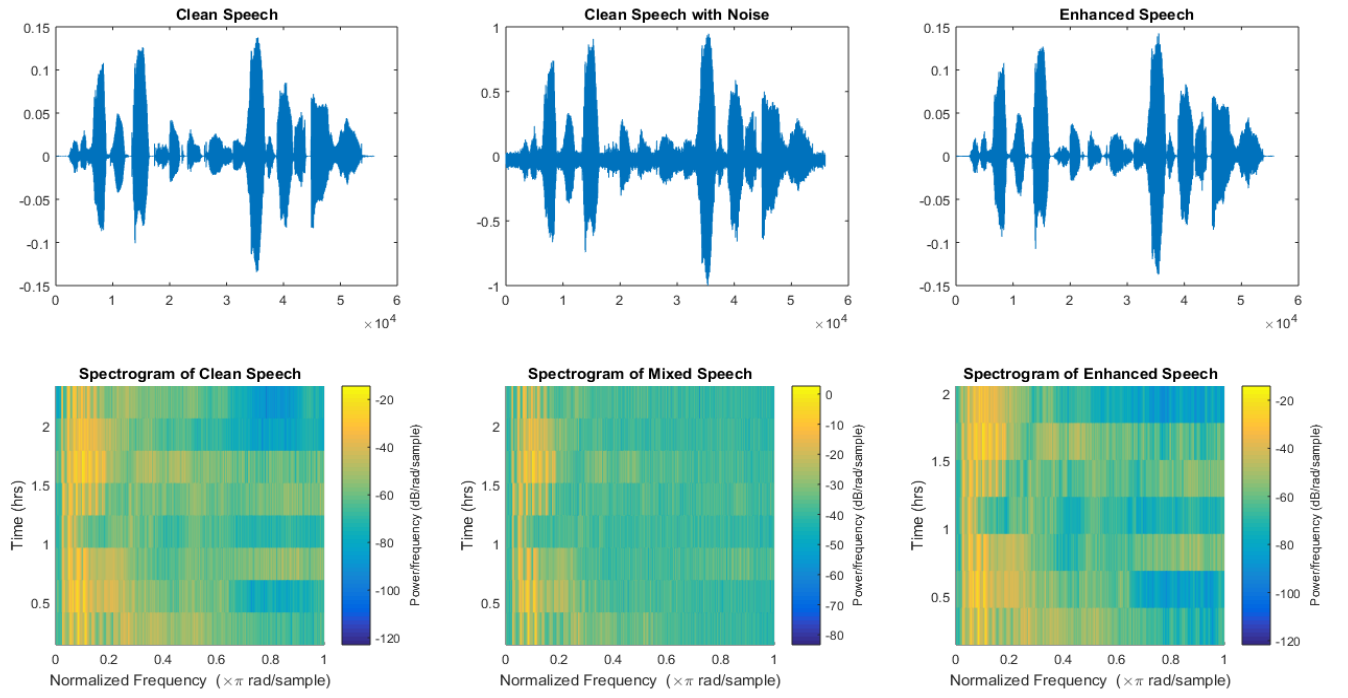 Clean Speech
0.15
0.1
0.05
0
-0.05
-0.1
-0.15
0 1 2 3 4 5 6
×10^4
Clean Speech with Noise
1
0.5
0
-0.5
-1
0 1 2 3 4 5 6
×10^4
Enhanced Speech
0.15
0.1
0.05
0
-0.05
-0.1
-0.15
0 1 2 3 4 5 6
×10^4
Spectrogram of Clean Speech
Time (hrs)
2
1.5
1
0.5
0 0.2 0.4 0.6 0.8 1
Normalized Frequency (×π rad/sample)
-20
-40
-60
-80
-100
-120
Power/frequency (dB/rad/sample)
Spectrogram of Mixed Speech
Time (hrs)
2
1.5
1
0.5
0 0.2 0.4 0.6 0.8 1
Normalized Frequency (×π rad/sample)
0
-10
-20
-30
-40
-50
-60
-70
-80
Power/frequency (dB/rad/sample)
Spectrogram of Enhanced Speech
Time (hrs)
2
1.5
1
0.5
0 0.2 0.4 0.6 0.8 1
Normalized Frequency (×π rad/sample)
-20
-40
-60
-80
-100
-120
Power/frequency (dB/rad/sample)